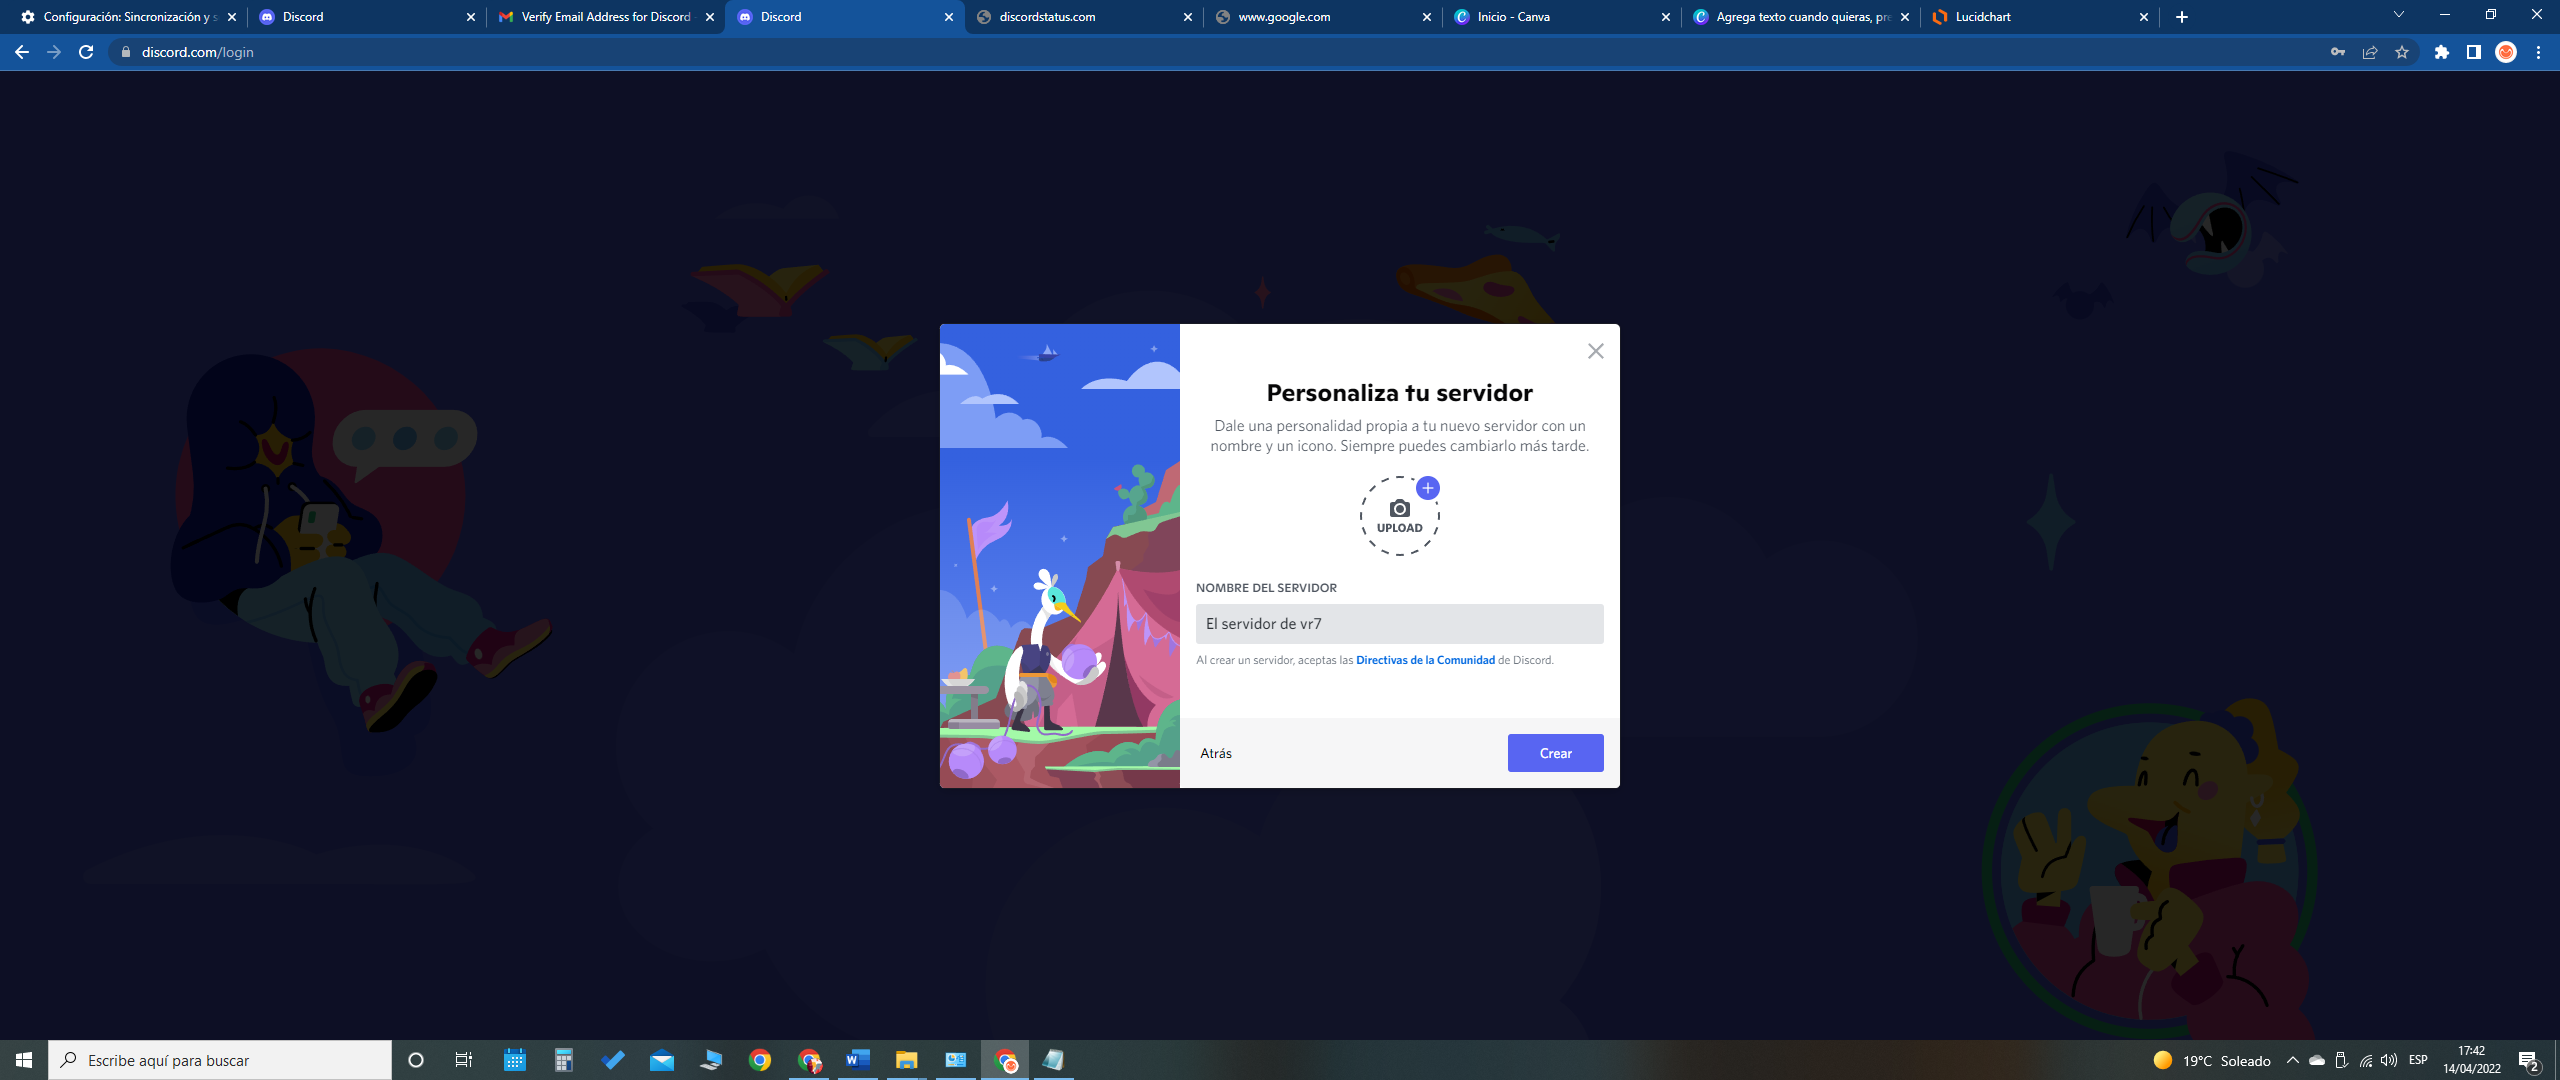 Configuración: Sincronización y s
Discord
Verify Email Address for Discord
Discord
discordstatus.com
www.google.com
Inicio - Canva
Agrega texto cuando quieras, pre
Lucidchart
discord.com/login
Personaliza tu servidor
Dale una personalidad propia a tu nuevo servidor con un
nombre y un icono. Siempre puedes cambiarlo más tarde.
UPLOAD
NOMBRE DEL SERVIDOR
El servidor de vr7
Al crear un servidor, aceptas las Directivas de la Comunidad de Discord.
Atrás
Crear
Escribe aquí para buscar
19°C Soleado
ESP
17:42
14/04/2022
2